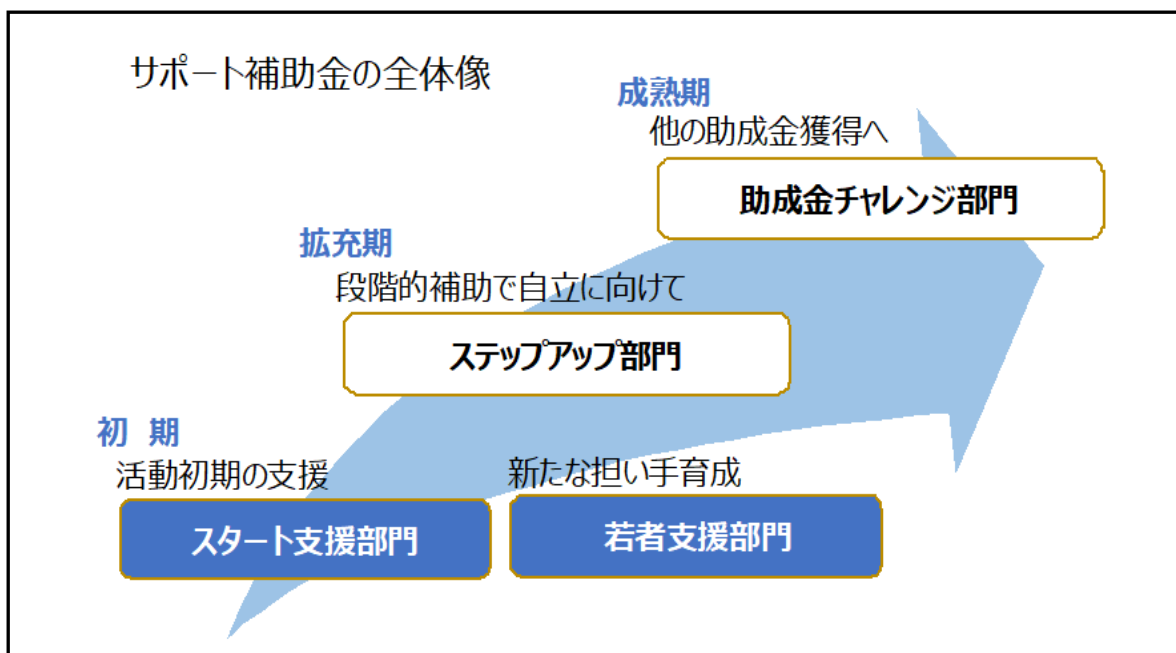 サポート補助金の全体像
成熟期
他の助成金獲得へ
助成金チャレンジ部門
拡充期
段階的補助で自立に向けて
ステップアップ部門
初　期
活動初期の支援
スタート支援部門
新たな担い手育成
若者支援部門